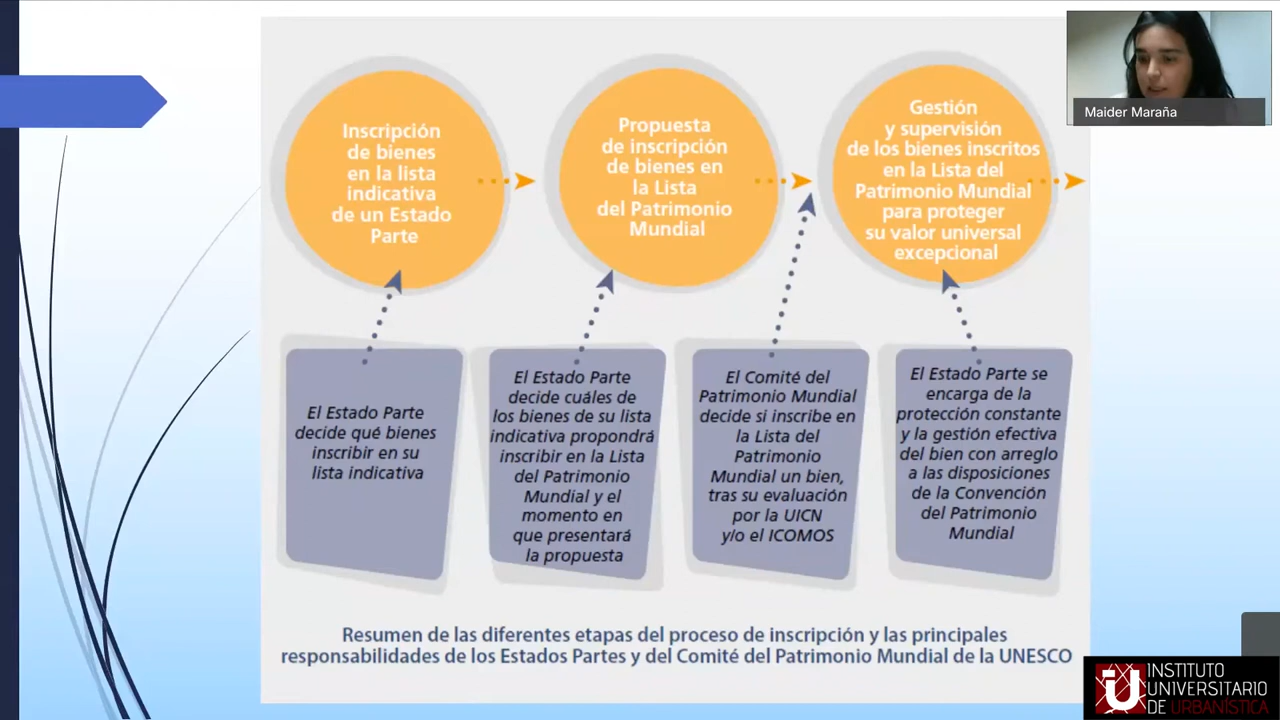 Inscripción
de bienes
en la lista
indicativa
de un Estado
Parte
Propuesta
de inscripción
de bienes en
la Lista
del Patrimonio
Mundial
Gestión
y supervisión
de los bienes inscritos
en la Lista del
Patrimonio Mundial
para proteger
su valor universal
excepcional
Maider Maraña
El Estado Parte
decide qué bienes
inscribir en su
lista indicativa
El Estado Parte
decide cuáles de
los bienes de su lista
indicativa propondrá
inscribir en la Lista
del Patrimonio
Mundial y el
momento en
que presentará
la propuesta
El Comité del
Patrimonio Mundial
decide si inscribe en
la Lista del
Patrimonio
Mundial un bien,
tras su evaluación
por la UICN
y/o el ICOMOS
El Estado Parte se
encarga de la
protección constante
y la gestión efectiva
del bien con arreglo
a las disposiciones
de la Convención
del Patrimonio
Mundial
Resumen de las diferentes etapas del proceso de inscripción y las principales
responsabilidades de los Estados Partes y del Comité del Patrimonio Mundial de la UNESCO
iU
INSTITUTO
UNIVERSITARIO
DE URBANÍSTICA